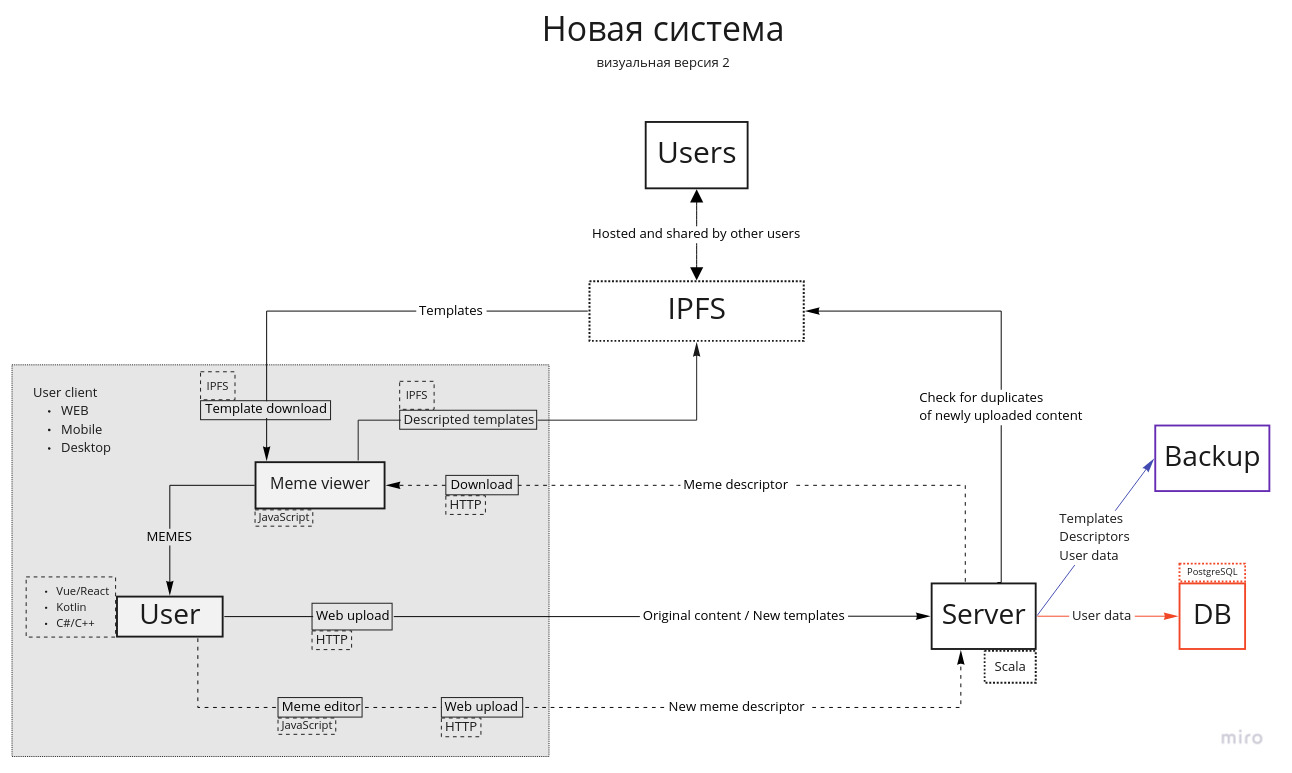 Новая система
визуальная версия 2
Users
Hosted and shared by other users
IPFS
Templates
User client
• WEB
• Mobile
• Desktop
IPFS
Template download
IPFS
Descripted templates
Check for duplicates
of newly uploaded content
Backup
Meme viewer
JavaScript
Download
HTTP
Meme descriptor
MEMES
Templates
Descriptors
User data
• Vue/React
• Kotlin
• C#/C++
User
Web upload
HTTP
Original content / New templates
Server
Scala
User data
PostgreSQL
DB
Meme editor
JavaScript
Web upload
HTTP
New meme descriptor
miro